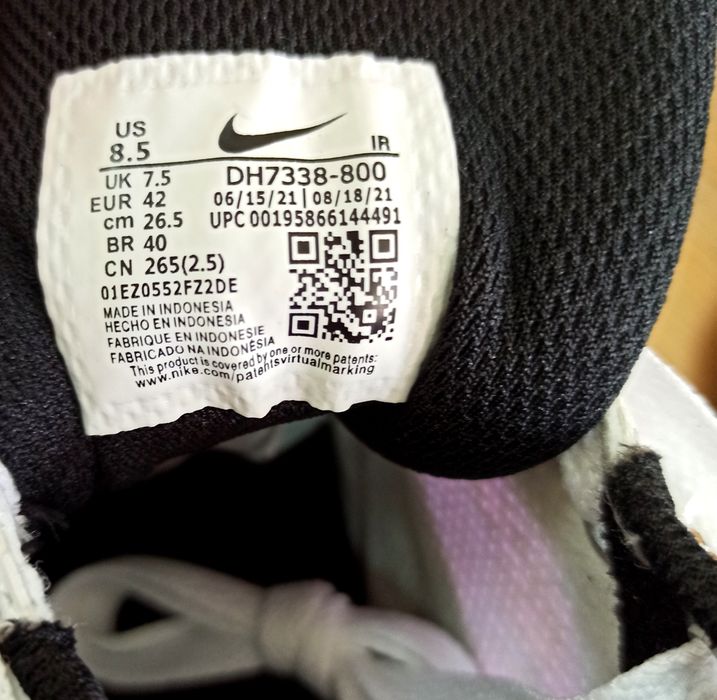 US
8.5
IR
UK 7.5
DH7338-800
EUR 42
06/15/21 | 08/18/21
cm 26.5
UPC 00195866144491
BR 40
CN 265(2.5)
01EZ0552FZ2DE
MADE IN INDONESIA
HECHO EN INDONESIA
FABRIQUE EN INDONESIE
FABRICADO NA INDONÉSIA
This product is covered by one or more patents:
www.nike.com/patentsvirtualmarking